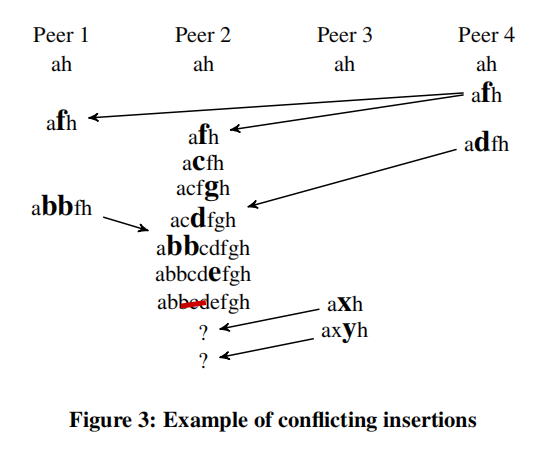 Peer 1 Peer 2 Peer 3 Peer 4
ah ah ah ah
afh
afh
afh
acfh
adfh
acfgh
abbfh
acdfgh
abbcdfgh
abbcdefgh
abbcdefgh
axh
?
axyh
?
Figure 3: Example of conflicting insertions